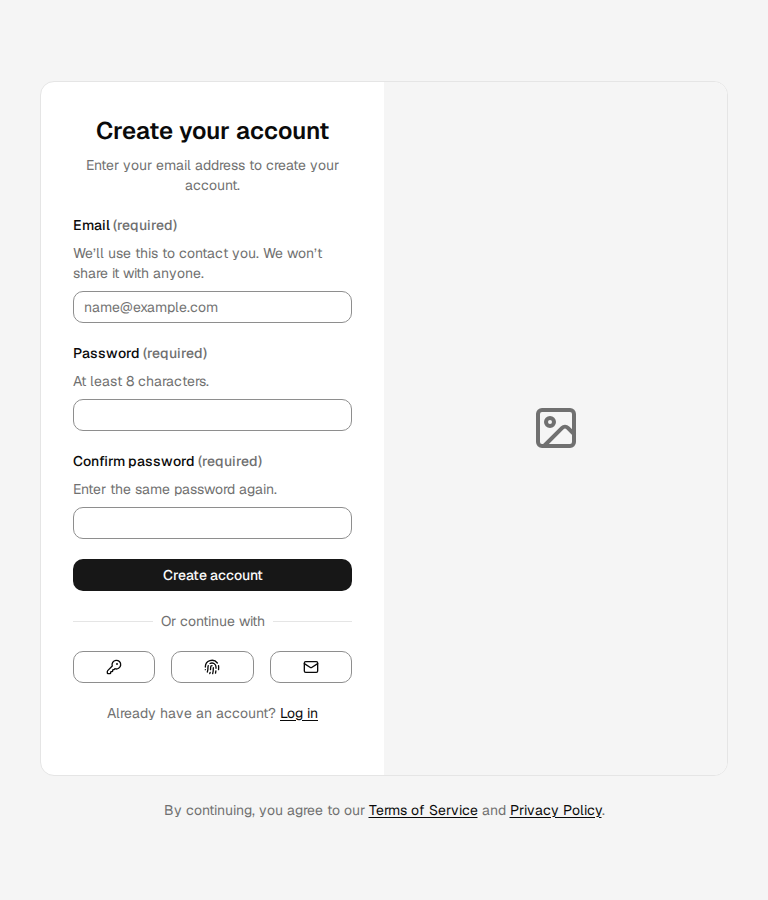 Create your account
Enter your email address to create your
account.
Email (required)
We'll use this to contact you. We won't
share it with anyone.
name@example.com
Password (required)
At least 8 characters.
Confirm password (required)
Enter the same password again.
Create account
Or continue with
Already have an account? Log in
By continuing, you agree to our Terms of Service and Privacy Policy.